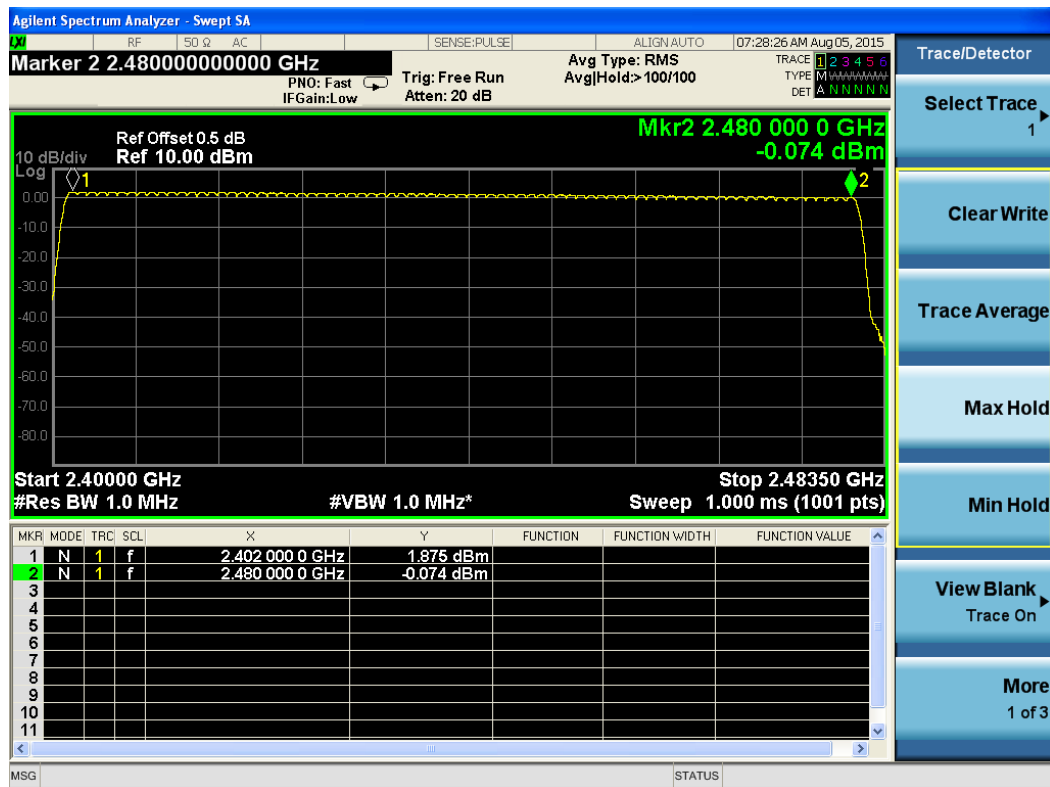 Agilent Spectrum Analyzer - Swept SA
LXI RF 50 Ω AC SENSE:PULSE ALIGN AUTO 07:28:26 AM Aug 05, 2015
Marker 2 2.480000000000 GHz
PNO: Fast
IFGain:Low
Trig: Free Run
Atten: 20 dB
Avg Type: RMS
Avg|Hold:>100/100
TRACE 1 2 3 4 5 6
TYPE M W W W W W
DET A N N N N N
Ref Offset 0.5 dB
10 dB/div Ref 10.00 dBm
Log
Mkr2 2.480 000 0 GHz
-0.074 dBm
1
2
0.00
-10.0
-20.0
-30.0
-40.0
-50.0
-60.0
-70.0
-80.0
Start 2.40000 GHz Stop 2.48350 GHz
#Res BW 1.0 MHz #VBW 1.0 MHz* Sweep 1.000 ms (1001 pts)
MKR MODE TRC SCL X Y FUNCTION FUNCTION WIDTH FUNCTION VALUE
1 N 1 f 2.402 000 0 GHz 1.875 dBm
2 N 1 f 2.480 000 0 GHz -0.074 dBm
3
4
5
6
7
8
9
10
11
MSG STATUS
Trace/Detector
Select Trace
1
Clear Write
Trace Average
Max Hold
Min Hold
View Blank
Trace On
More
1 of 3